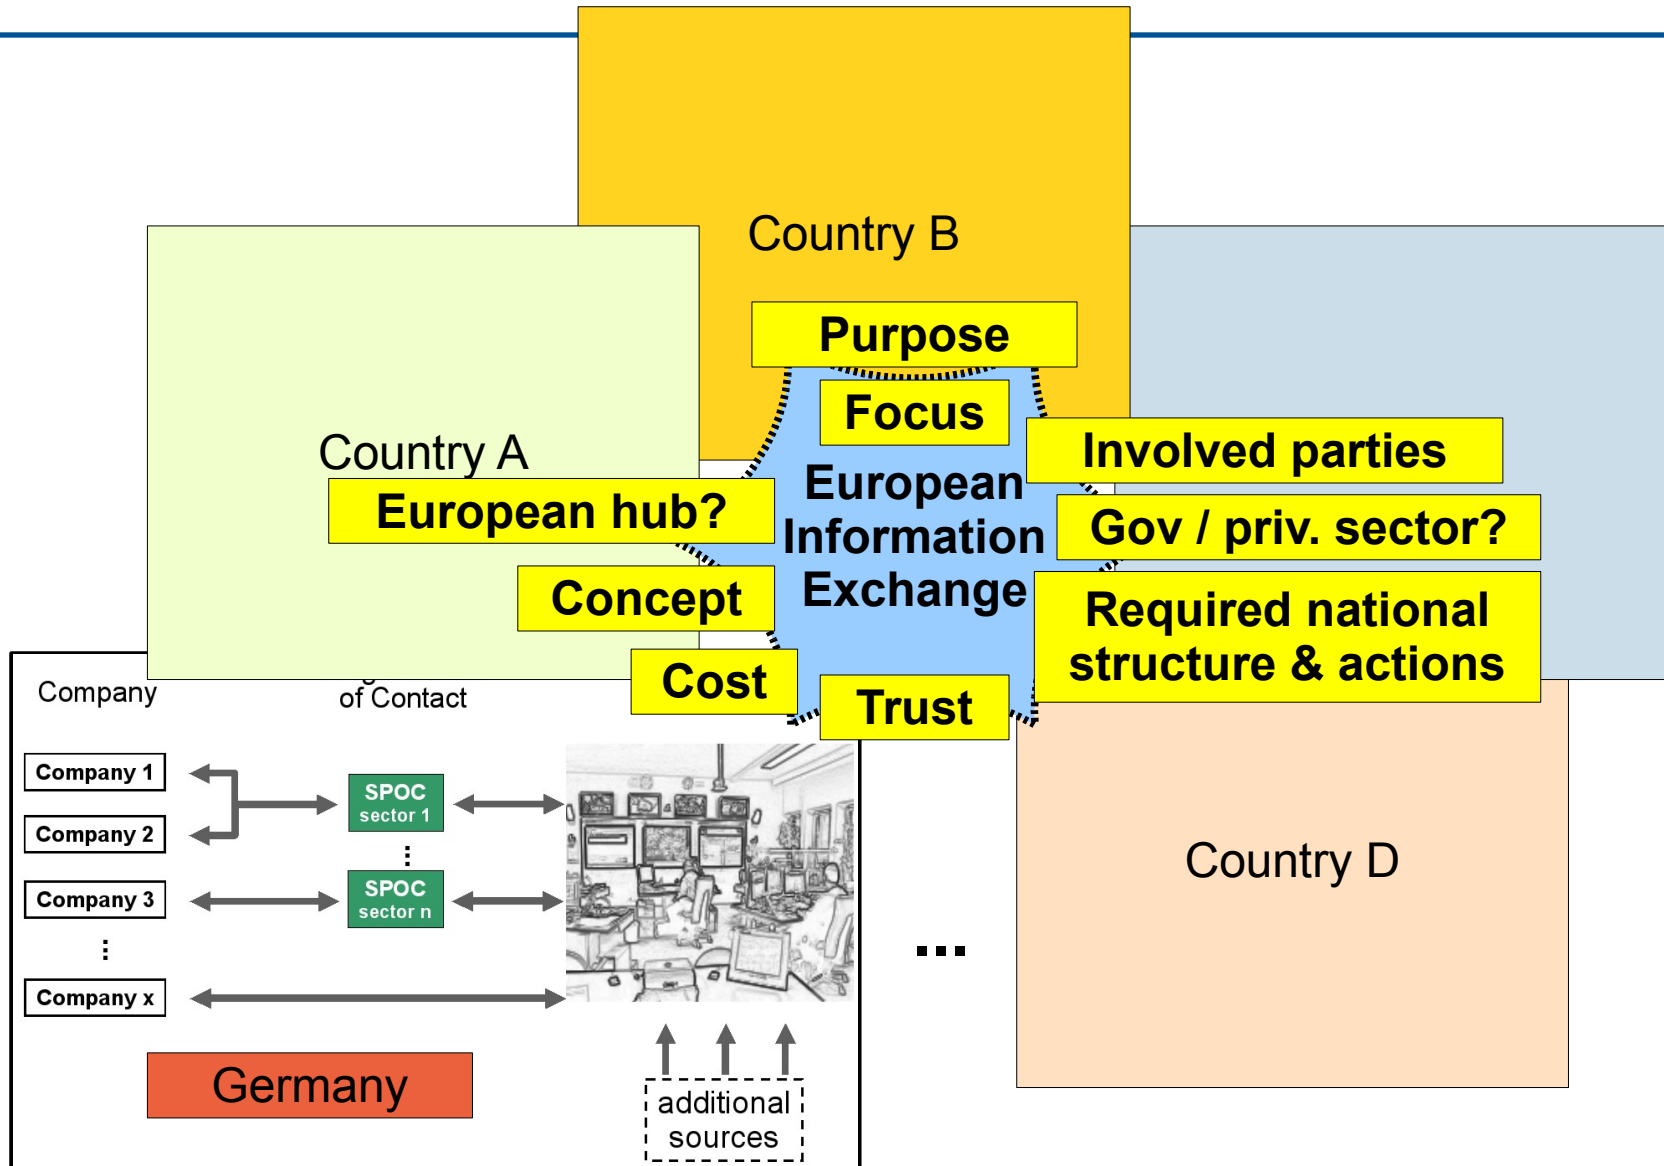 Country B
Purpose
Focus
Country A
Involved parties
European hub?
European
Information
Exchange
Gov / priv. sector?
Concept
Required national
structure & actions
Cost
Trust
Company
of Contact
Company 1
SPOC
sector 1
Company 2
⋮
Company 3
SPOC
sector n
⋮
Company x
Country D
...
Germany
additional
sources